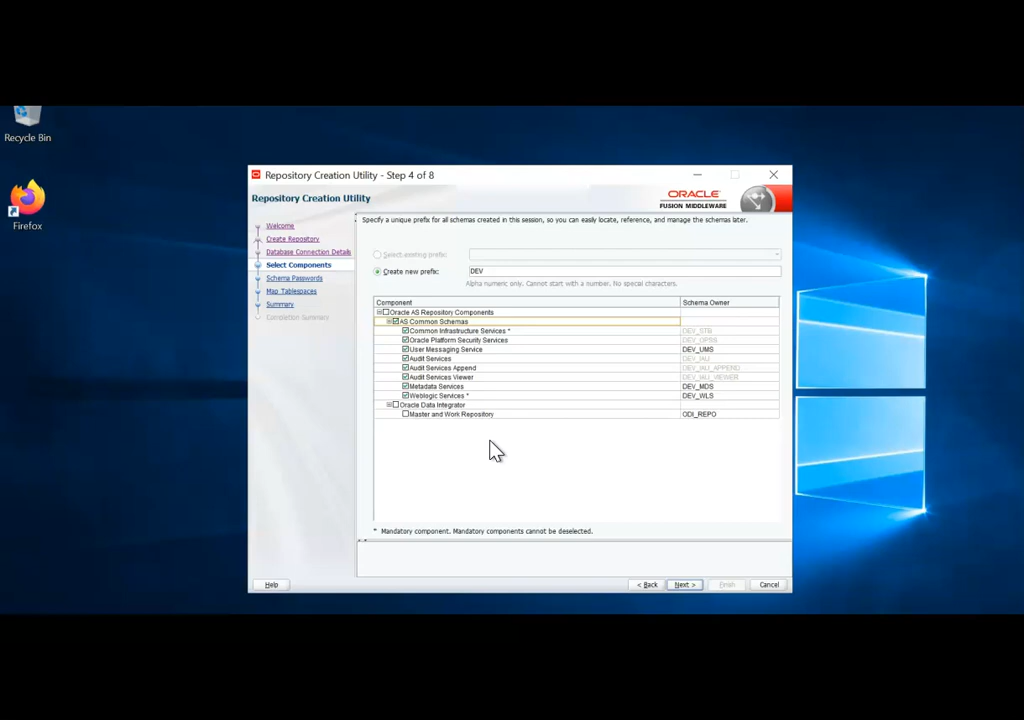 Recycle Bin
Firefox
Repository Creation Utility - Step 4 of 8
Repository Creation Utility
ORACLE
FUSION MIDDLEWARE
Welcome
Create Repository
Database Connection Details
Select Components
Schema Passwords
Map Tablespaces
Summary
Completion Summary
Specify a unique prefix for all schemas created in this session, so you can easily locate, reference, and manage the schemas later.
Select existing prefix:
Create new prefix: DEV
Alpha numeric only. Cannot start with a number. No special characters.
Component Schema Owner
Oracle AS Repository Components
AS Common Schemas
Common Infrastructure Services * DEV_STB
Oracle Platform Security Services DEV_OPSS
User Messaging Service DEV_UMS
Audit Services DEV_IAU
Audit Services Append DEV_IAU_APPEND
Audit Services Viewer DEV_IAU_VIEWER
Metadata Services DEV_MDS
Weblogic Services * DEV_WLS
Oracle Data Integrator
Master and Work Repository ODI_REPO
* Mandatory component. Mandatory components cannot be deselected.
Help
< Back
Next >
Finish
Cancel